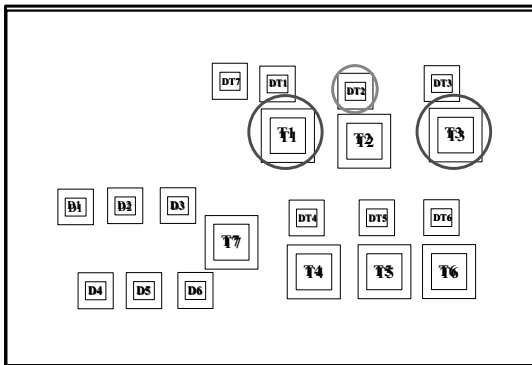 DT7 DT1 DT2 DT3
T1 T2 T3
D1 D2 D3 DT4 DT5 DT6
T7
T4 T5 T6
D4 D5 D6